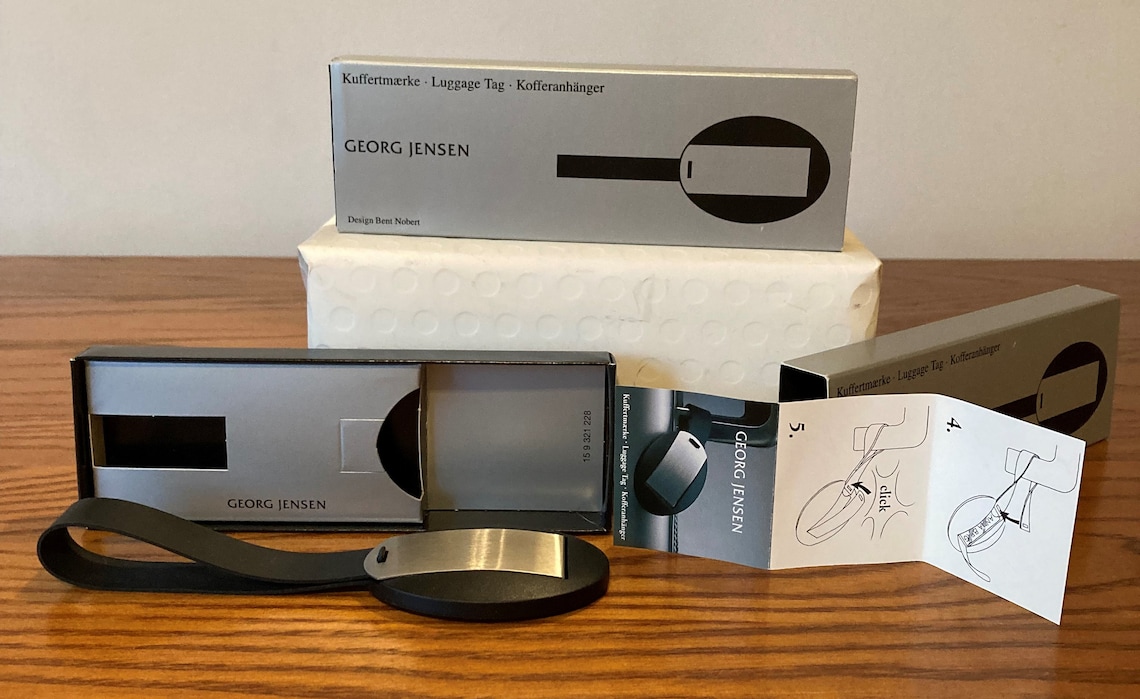 Kuffertmærke · Luggage Tag · Kofferanhänger
GEORG JENSEN
Design Bent Nobert
Kuffertmærke · Luggage Tag · Kofferanhänger
15 9 321 228
GEORG JENSEN
Kuffertmærke · Luggage Tag · Kofferanhänger
GEORG JENSEN
5.
click
4.